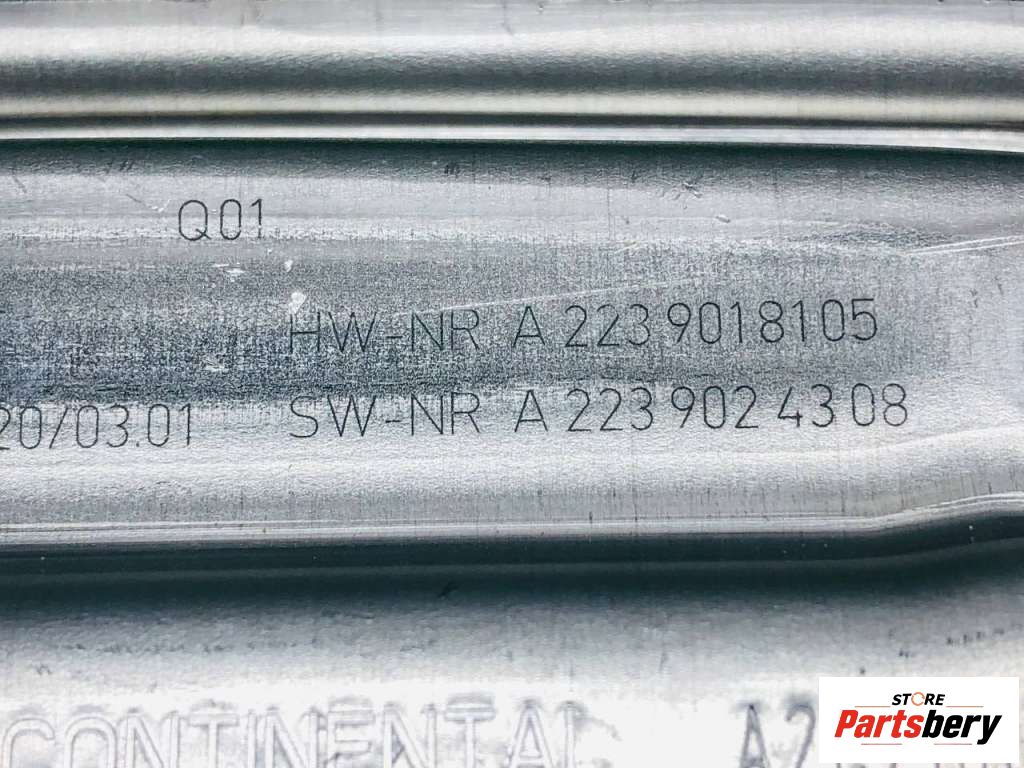 Q01
HW-NR A 223 901 81 05
20/03.01 SW-NR A 223 902 43 08
CONTINENTAL
STORE
Partsbery